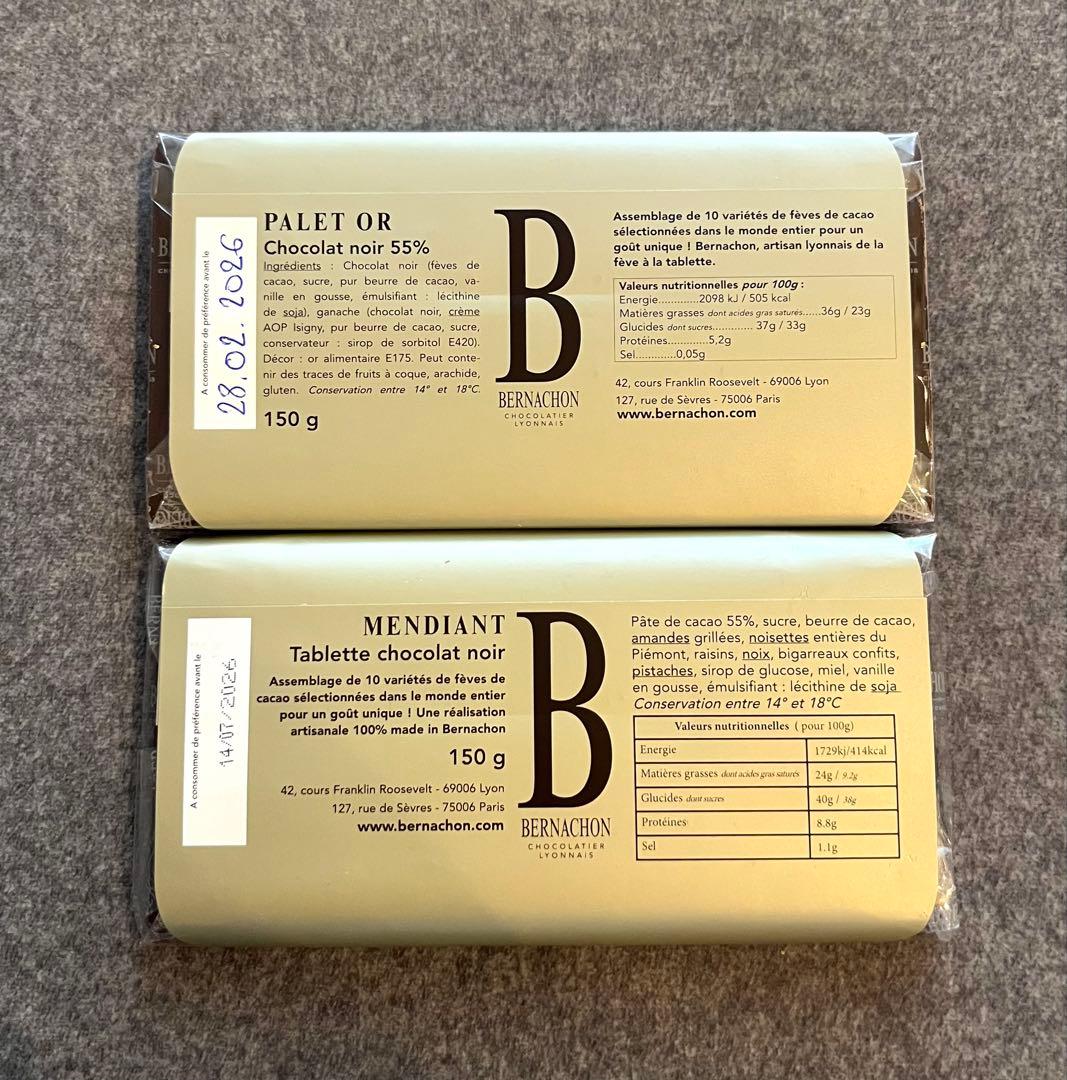 A consommer de préférence avant le
28.02.2026
PALET OR
Chocolat noir 55%
Ingrédients : Chocolat noir (fèves de
cacao, sucre, pur beurre de cacao, va-
nille en gousse, émulsifiant : lécithine
de soja), ganache (chocolat noir, crème
AOP Isigny, pur beurre de cacao, sucre,
conservateur : sirop de sorbitol E420).
Décor : or alimentaire E175. Peut conte-
nir des traces de fruits à coque, arachide,
gluten. Conservation entre 14° et 18°C.
150 g
B
BERNACHON
CHOCOLATIER
LYONNAIS
Assemblage de 10 variétés de fèves de cacao
sélectionnées dans le monde entier pour un
goût unique ! Bernachon, artisan lyonnais de la
fève à la tablette.
Valeurs nutritionnelles pour 100g :
Energie............2098 kJ / 505 kcal
Matières grasses dont acides gras saturés......36g / 23g
Glucides dont sucres............. 37g / 33g
Protéines............5,2g
Sel.............0,05g
42, cours Franklin Roosevelt - 69006 Lyon
127, rue de Sèvres - 75006 Paris
www.bernachon.com
A consommer de préférence avant le
14/07/2026
MENDIANT
Tablette chocolat noir
Assemblage de 10 variétés de fèves de
cacao sélectionnées dans le monde entier
pour un goût unique ! Une réalisation
artisanale 100% made in Bernachon
150 g
42, cours Franklin Roosevelt - 69006 Lyon
127, rue de Sèvres - 75006 Paris
www.bernachon.com
B
BERNACHON
CHOCOLATIER
LYONNAIS
Pâte de cacao 55%, sucre, beurre de cacao,
amandes grillées, noisettes entières du
Piémont, raisins, noix, bigarreaux confits,
pistaches, sirop de glucose, miel, vanille
en gousse, émulsifiant : lécithine de soja
Conservation entre 14° et 18°C
Valeurs nutritionnelles ( pour 100g)
Energie 1729kj/414kcal
Matières grasses dont acides gras saturés 24g / 9.2g
Glucides dont sucres 40g / 38g
Protéines 8.8g
Sel 1.1g